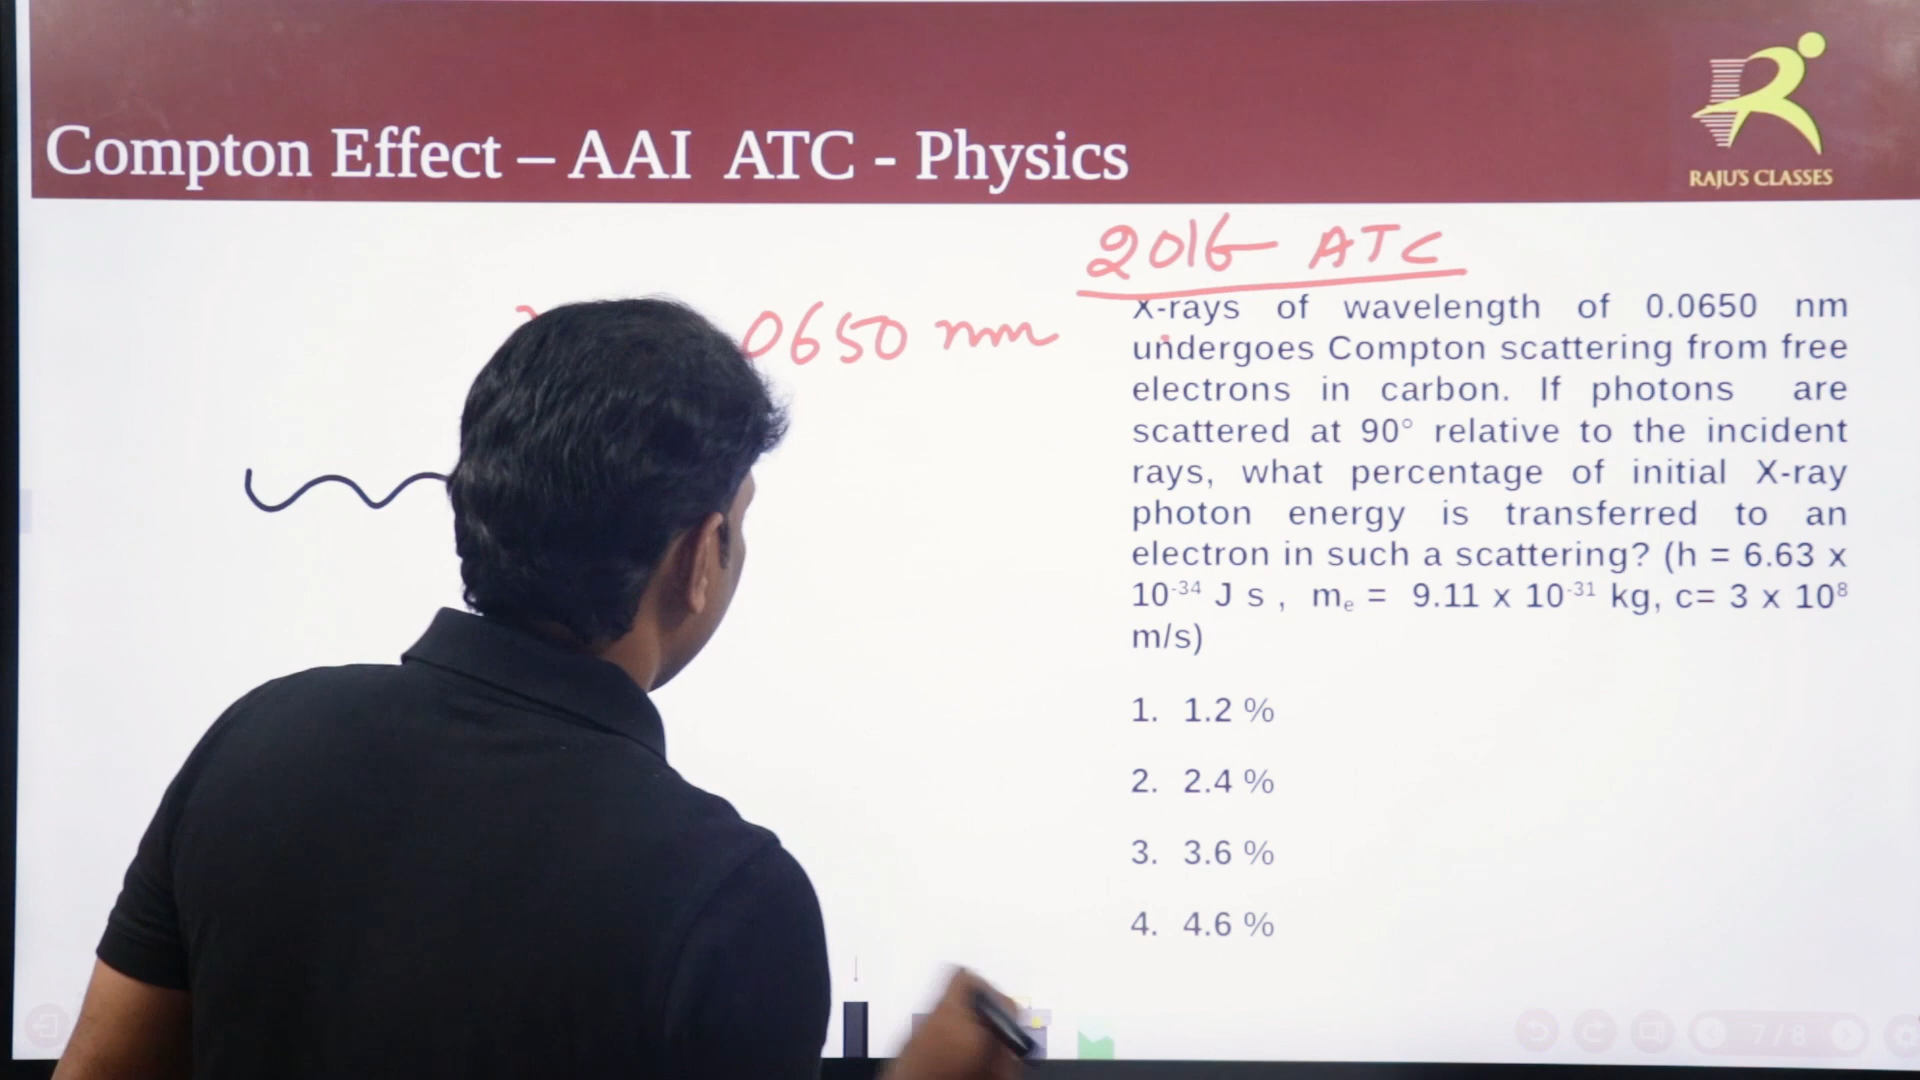 Compton Effect – AAI ATC - Physics
RAJU'S CLASSES
2016 ATC
0650 nm
X-rays of wavelength of 0.0650 nm
undergoes Compton scattering from free
electrons in carbon. If photons are
scattered at 90° relative to the incident
rays, what percentage of initial X-ray
photon energy is transferred to an
electron in such a scattering? (h = 6.63 x
10⁻³⁴ J s , mₑ = 9.11 x 10⁻³¹ kg, c= 3 x 10⁸
m/s)
1. 1.2 %
2. 2.4 %
3. 3.6 %
4. 4.6 %
7/8